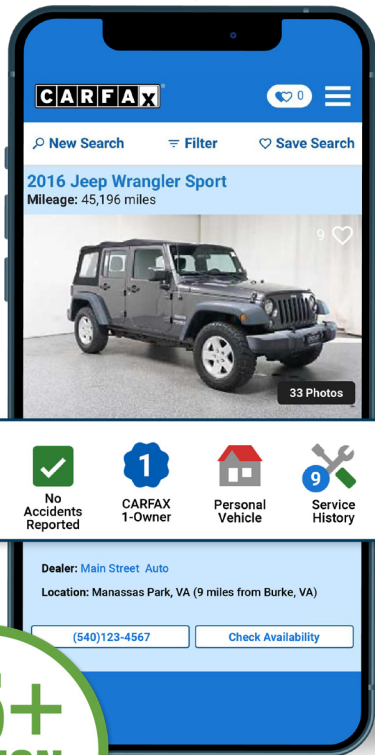 CARFAX
0
New Search Filter Save Search
2016 Jeep Wrangler Sport
Mileage: 45,196 miles
9
33 Photos
1
9
No
Accidents
Reported
CARFAX
1-Owner
Personal
Vehicle
Service
History
Dealer: Main Street Auto
Location: Manassas Park, VA (9 miles from Burke, VA)
(540)123-4567 Check Availability